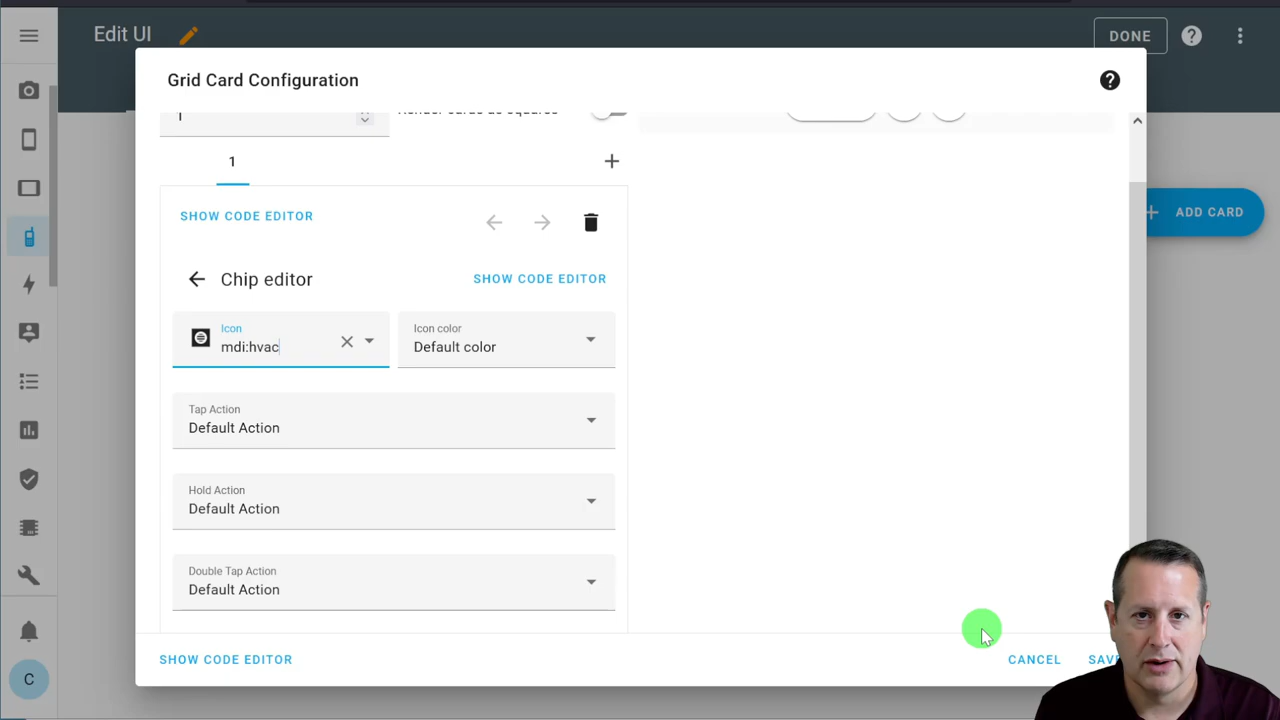 Edit UI
DONE
Grid Card Configuration
1
1
ADD CARD
SHOW CODE EDITOR
Chip editor
SHOW CODE EDITOR
Icon
mdi:hvac
Icon color
Default color
Tap Action
Default Action
Hold Action
Default Action
Double Tap Action
Default Action
SHOW CODE EDITOR
CANCEL
SAVE
C